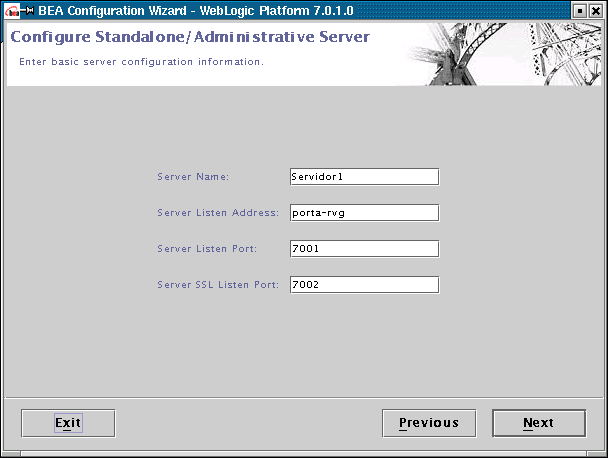 BEA Configuration Wizard - WebLogic Platform 7.0.1.0
Configure Standalone/Administrative Server
Enter basic server configuration information.
Server Name: Servidor1
Server Listen Address: porta-rvg
Server Listen Port: 7001
Server SSL Listen Port: 7002
Exit Previous Next